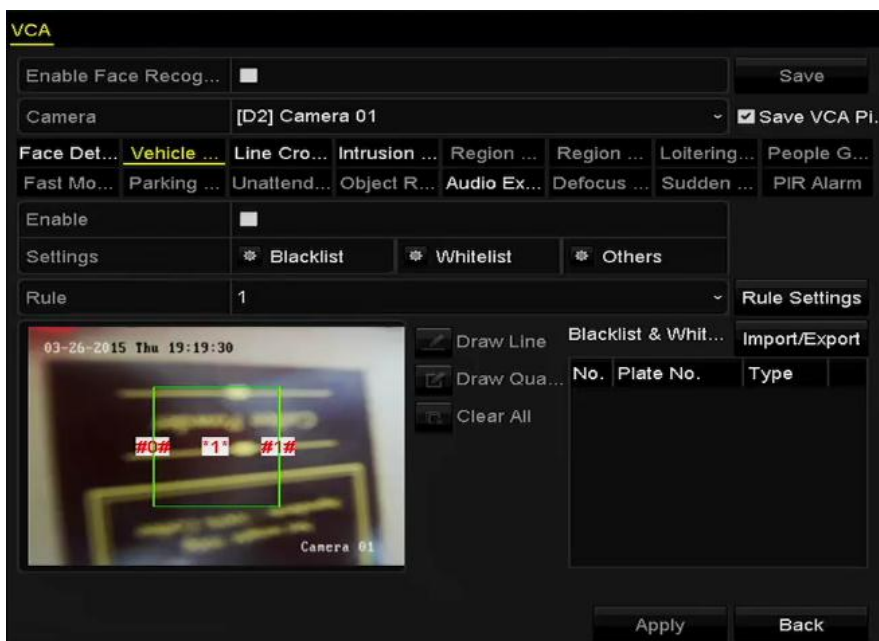 VCA
Enable Face Recog... Save
Camera [D2] Camera 01 Save VCA Pi.
Face Det... Vehicle ... Line Cro... Intrusion ... Region ... Region ... Loitering... People G...
Fast Mo... Parking ... Unattend... Object R... Audio Ex... Defocus ... Sudden ... PIR Alarm
Enable
Settings Blacklist Whitelist Others
Rule 1 Rule Settings
03-26-2015 Thu 19:19:30
#0# *1* #1#
Camera 01
Draw Line
Draw Qua...
Clear All
Blacklist & Whit... Import/Export
No. Plate No. Type
Apply Back